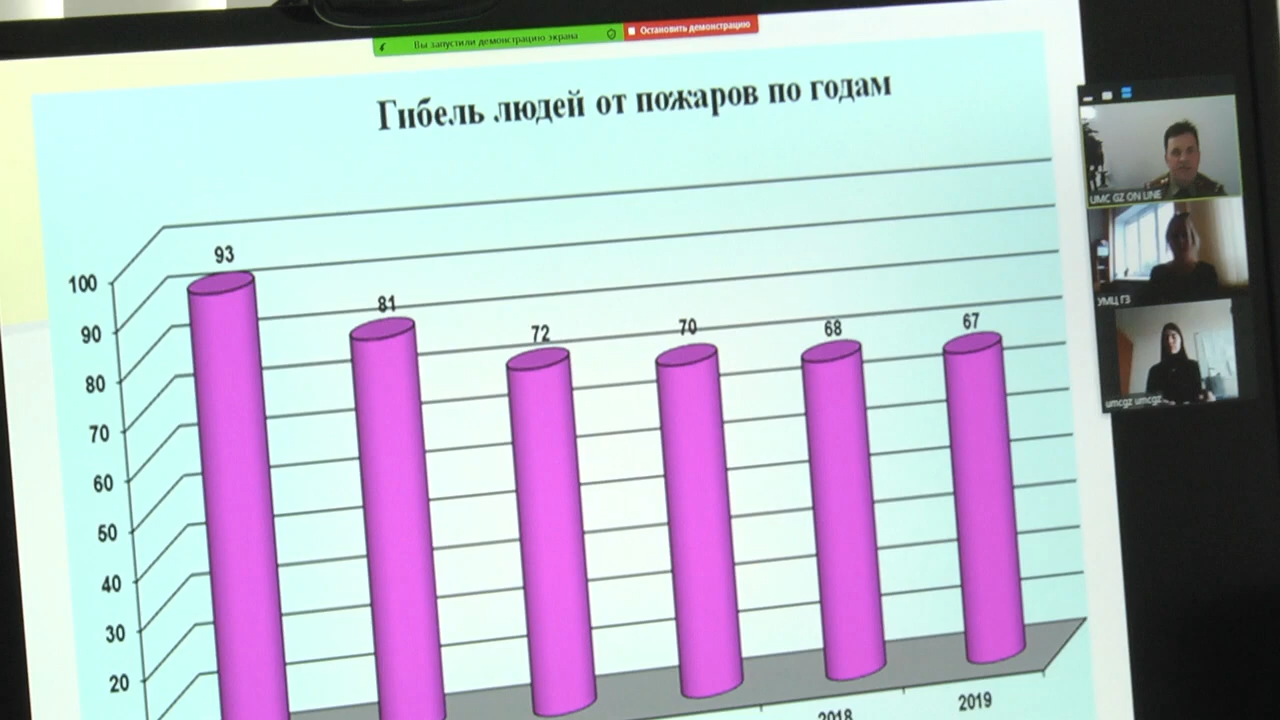 Вы запустили демонстрацию экрана
Остановить демонстрацию
Гибель людей от пожаров по годам
UMC GZ ON LINE
УМЦ ГЗ
umcgz umcgz
93
81
72
70
68
67
100
90
80
70
60
50
40
30
20
2018
2019